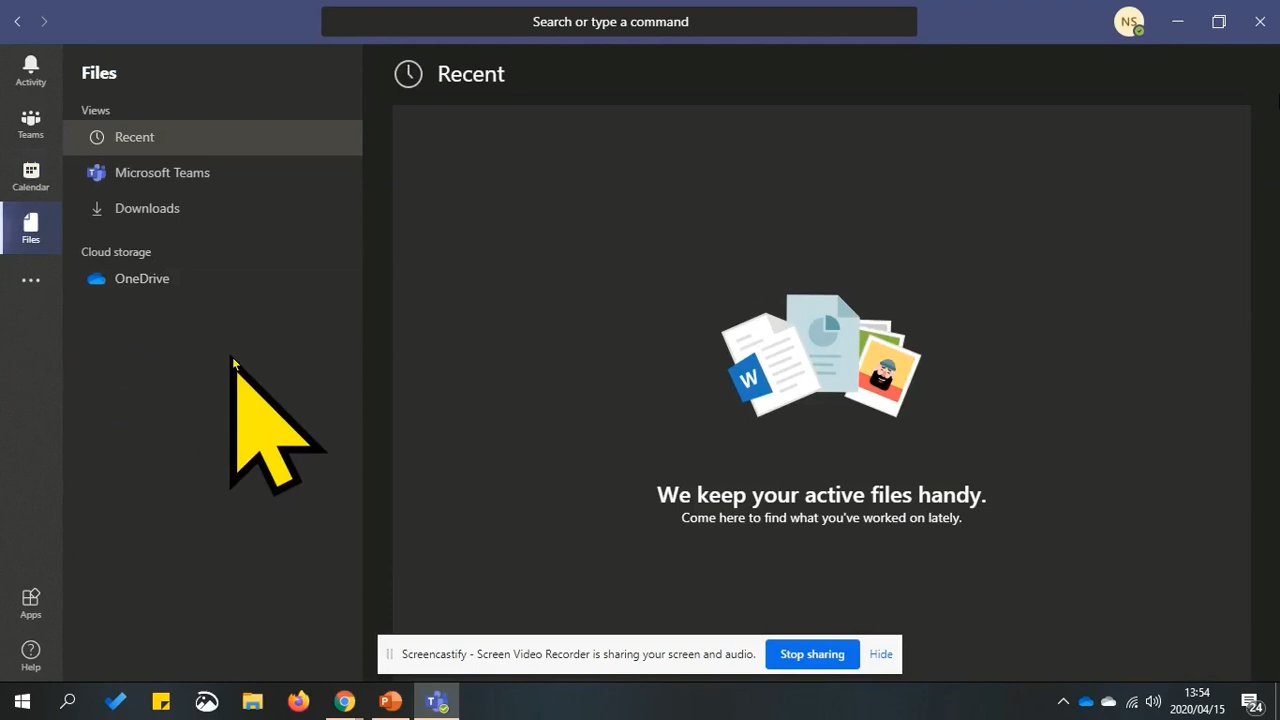 Search or type a command
NS
Activity
Teams
Calendar
Files
Apps
Help
Files
Views
Recent
Microsoft Teams
Downloads
Cloud storage
OneDrive
Recent
W
We keep your active files handy.
Come here to find what you've worked on lately.
Screencastify - Screen Video Recorder is sharing your screen and audio.
Stop sharing
Hide
13:54
2020/04/15
24